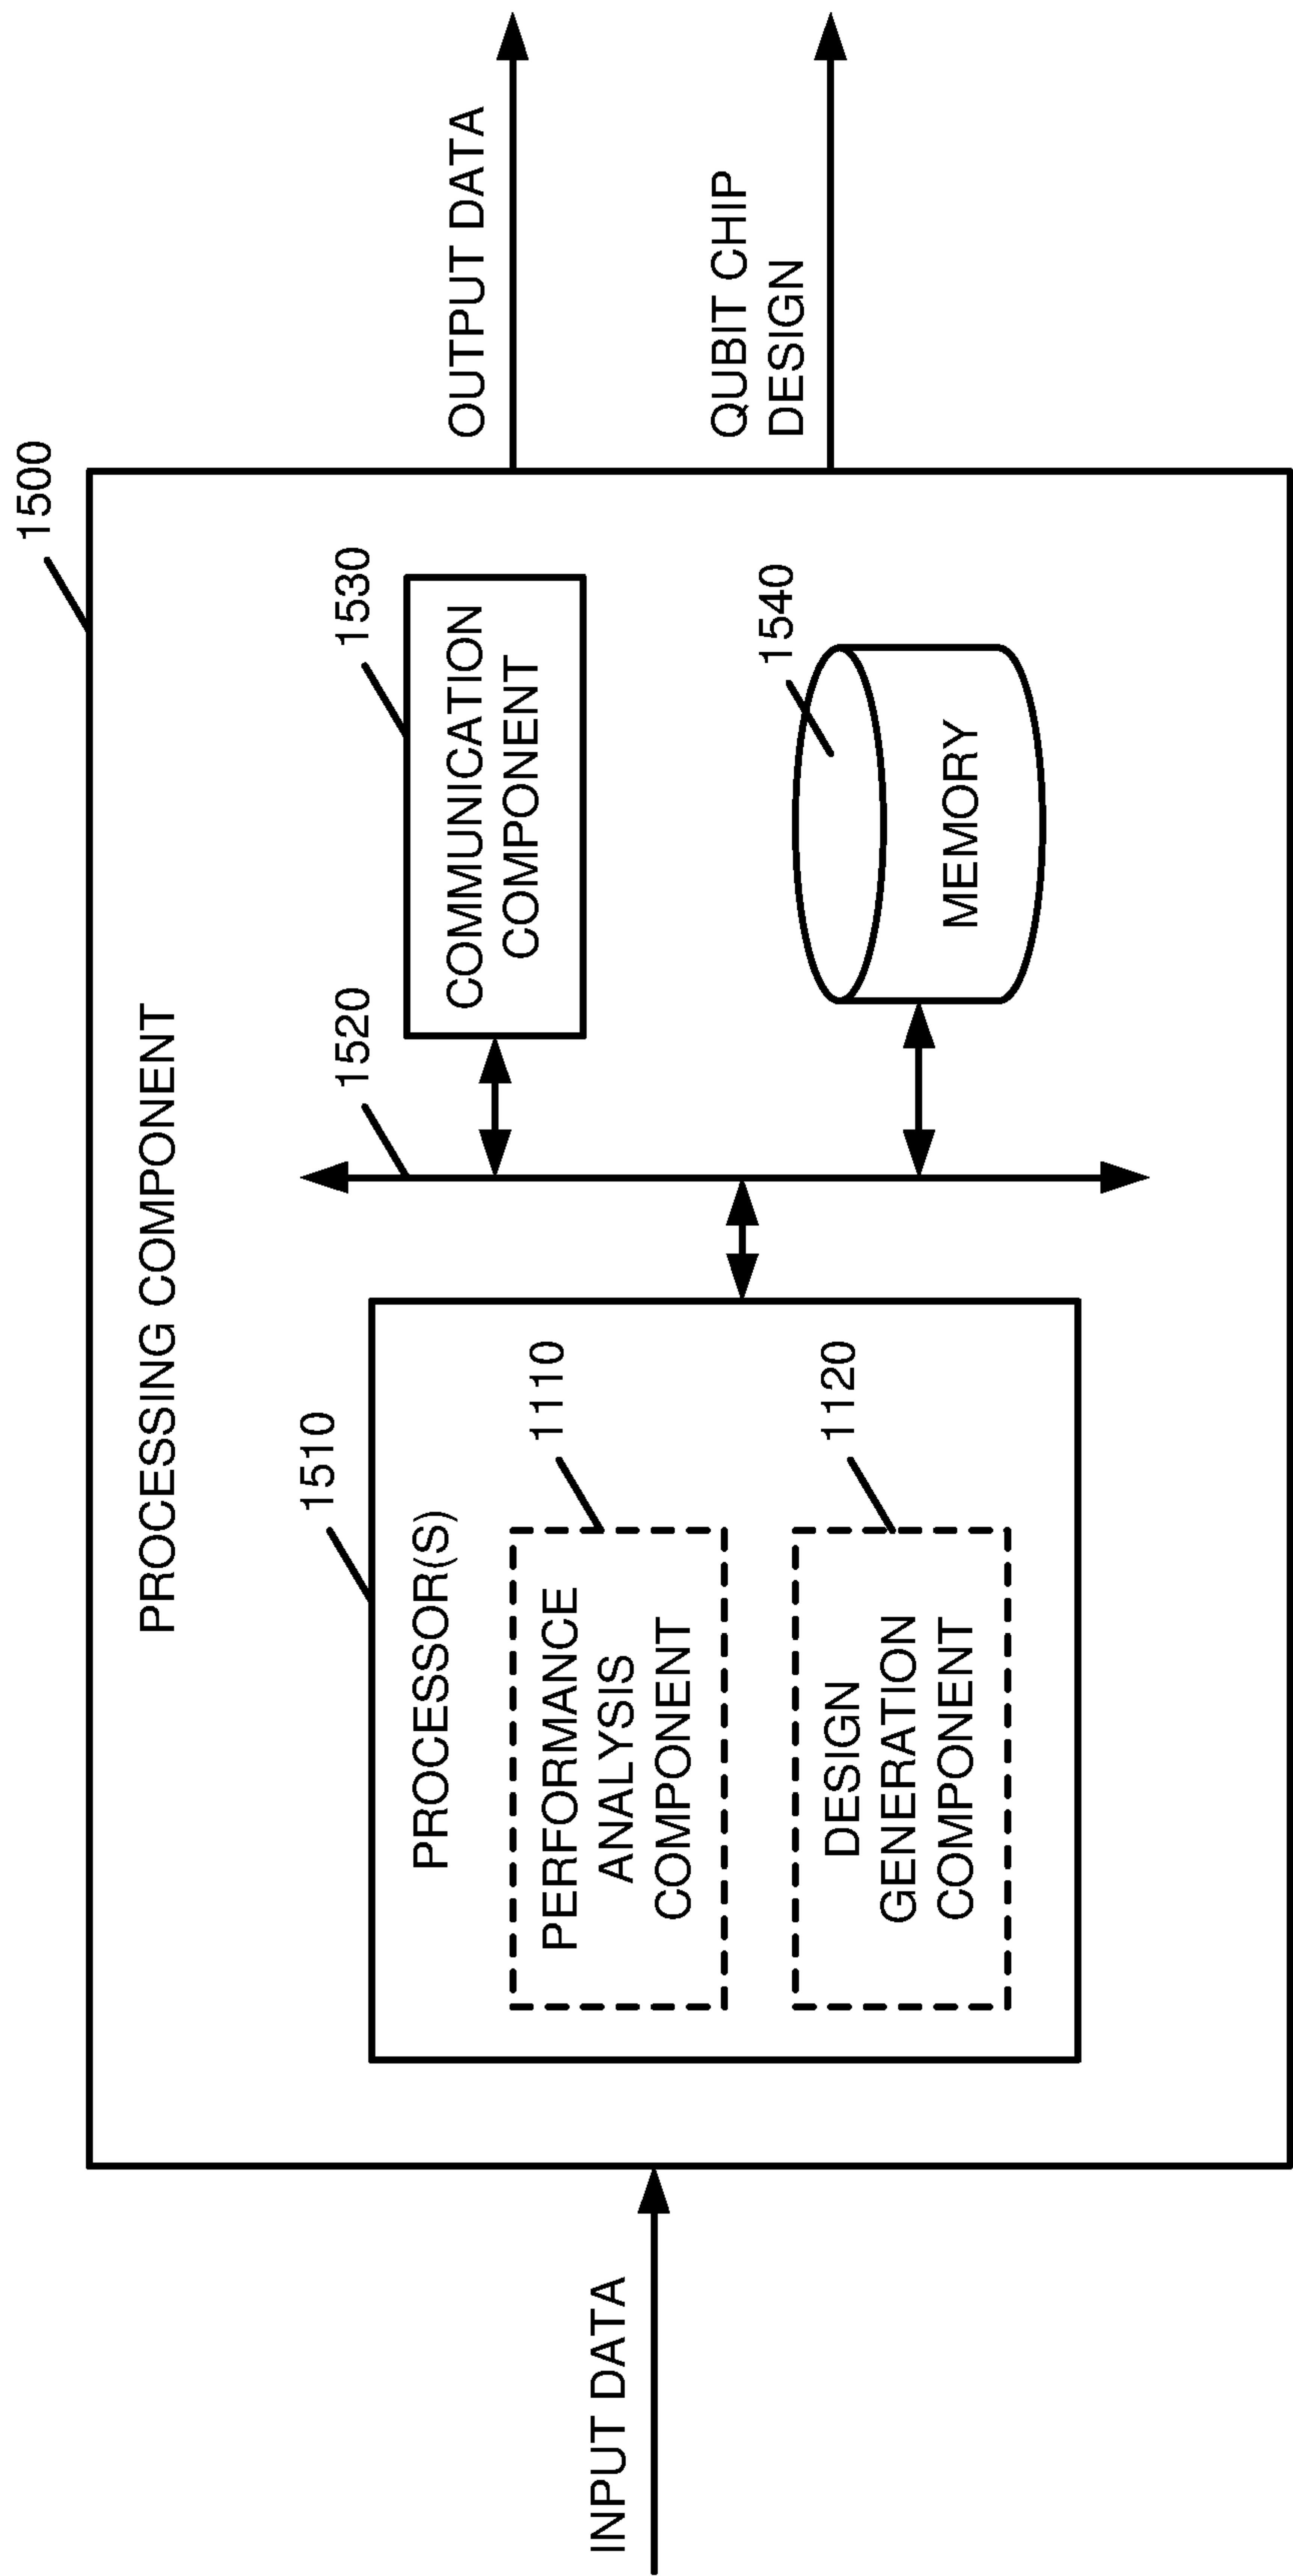 1500
PROCESSING COMPONENT
1510
PROCESSOR(S)
1110
PERFORMANCE
ANALYSIS
COMPONENT
1120
DESIGN
GENERATION
COMPONENT
1520
1530
COMMUNICATION
COMPONENT
1540
MEMORY
INPUT DATA
OUTPUT DATA
QUBIT CHIP
DESIGN